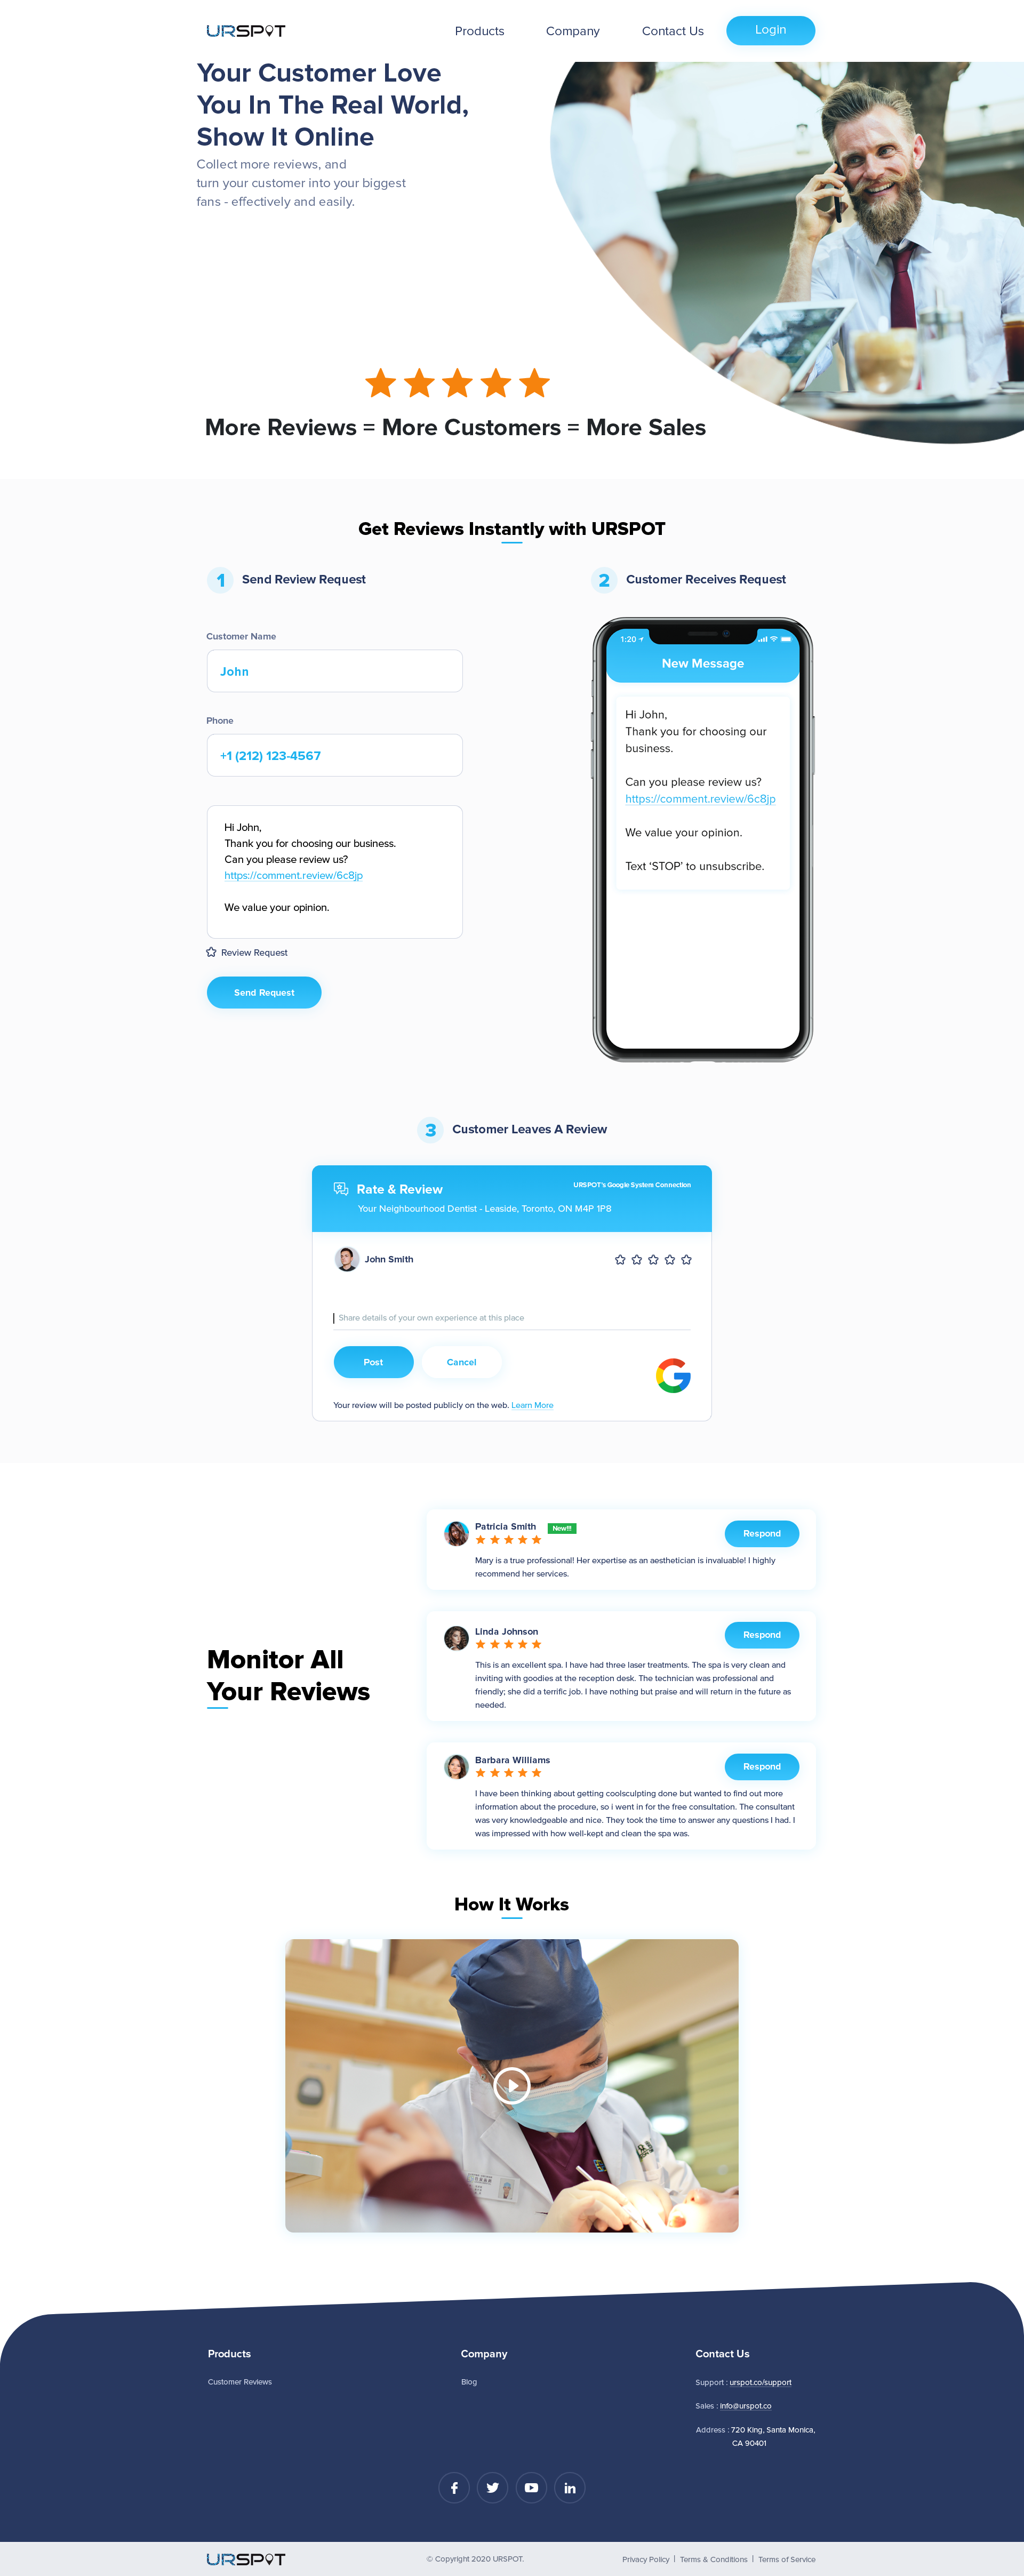 URSPOT
Products
Company
Contact Us
Login
Your Customer Love
You In The Real World,
Show It Online
Collect more reviews, and
turn your customer into your biggest
fans - effectively and easily.
More Reviews = More Customers = More Sales
Get Reviews Instantly with URSPOT
1
Send Review Request
Customer Name
John
Phone
+1 (212) 123-4567
Hi John,
Thank you for choosing our business.
Can you please review us?
https://comment.review/6c8jp
We value your opinion.
Review Request
Send Request
2
Customer Receives Request
1:20
New Message
Hi John,
Thank you for choosing our
business.
Can you please review us?
https://comment.review/6c8jp
We value your opinion.
Text ‘STOP’ to unsubscribe.
3
Customer Leaves A Review
Rate & Review
URSPOT's Google System Connection
Your Neighbourhood Dentist - Leaside, Toronto, ON M4P 1P8
John Smith
Share details of your own experience at this place
Post
Cancel
G
Your review will be posted publicly on the web. Learn More
Monitor All
Your Reviews
Patricia Smith
New!!!
Respond
Mary is a true professional! Her expertise as an aesthetician is invaluable! I highly
recommend her services.
Linda Johnson
Respond
This is an excellent spa. I have had three laser treatments. The spa is very clean and
inviting with goodies at the reception desk. The technician was professional and
friendly; she did a terrific job. I have nothing but praise and will return in the future as
needed.
Barbara Williams
Respond
I have been thinking about getting coolsculpting done but wanted to find out more
information about the procedure, so i went in for the free consultation. The consultant
was very knowledgeable and nice. They took the time to answer any questions I had. I
was impressed with how well-kept and clean the spa was.
How It Works
Products
Customer Reviews
Company
Blog
Contact Us
Support : urspot.co/support
Sales : info@urspot.co
Address : 720 King, Santa Monica,
CA 90401
f
in
URSPOT
© Copyright 2020 URSPOT.
Privacy Policy | Terms & Conditions | Terms of Service